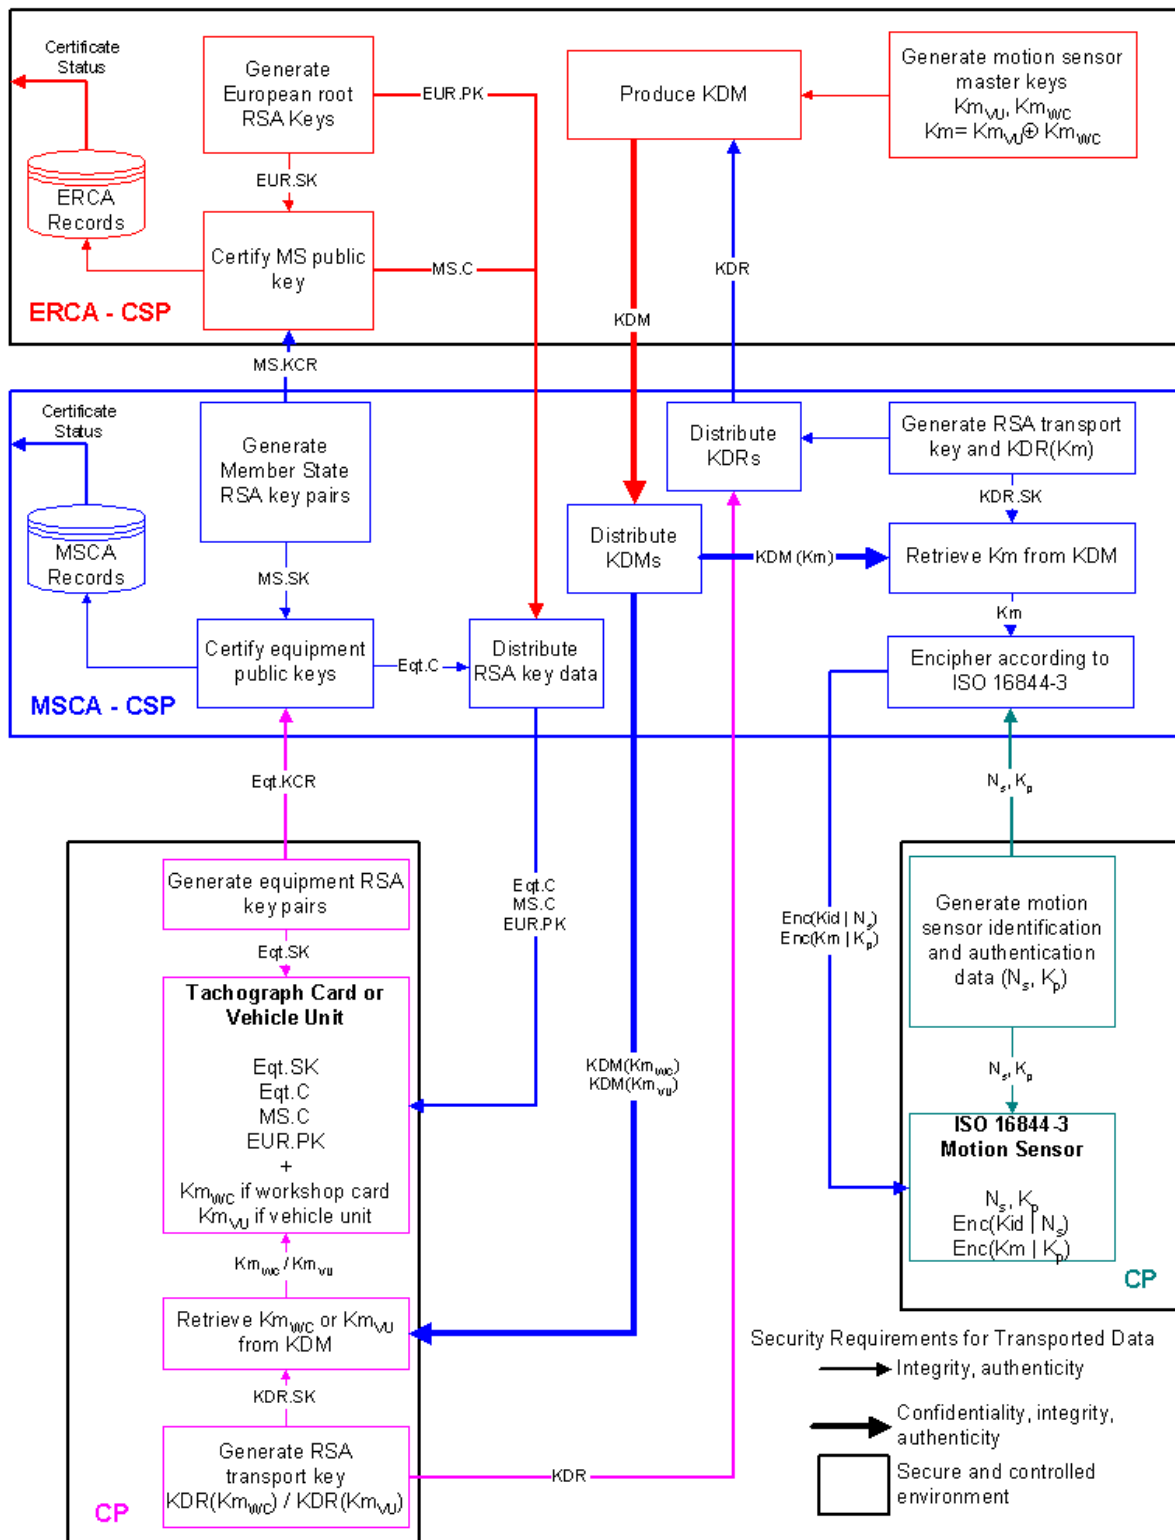 Certificate
Status
Generate
European root
RSA Keys
EUR.PK
Produce KDM
Generate motion sensor
master keys
Km_VU, Km_WC
Km= Km_VU⊕ Km_WC
EUR.SK
ERCA
Records
Certify MS public
key
MS.C
KDR
KDM
ERCA - CSP
MS.KCR
Certificate
Status
Generate
Member State
RSA key pairs
Distribute
KDRs
Generate RSA transport
key and KDR(Km)
KDR.SK
MSCA
Records
MS.SK
Distribute
KDMs
KDM (Km)
Retrieve Km from KDM
Km
Certify equipment
public keys
Eqt.C
Distribute
RSA key data
Encipher according to
ISO 16844-3
MSCA - CSP
Eqt.KCR
N_s, K_p
Generate equipment RSA
key pairs
Eqt.SK
Eqt.C
MS.C
EUR.PK
Enc(Kid | N_s)
Enc(Km | K_p)
Generate motion
sensor identification
and authentication
data (N_s, K_p)
Tachograph Card or
Vehicle Unit
Eqt.SK
Eqt.C
MS.C
EUR.PK
+
Km_WC if workshop card
Km_VU if vehicle unit
KDM(Km_WC)
KDM(Km_VU)
N_s, K_p
ISO 16844-3
Motion Sensor
N_s, K_p
Enc(Kid | N_s)
Enc(Km | K_p)
CP
Km_WC / Km_VU
Retrieve Km_WC or Km_VU
from KDM
KDR.SK
Generate RSA
transport key
KDR(Km_WC) / KDR(Km_VU)
KDR
CP
Security Requirements for Transported Data
Integrity, authenticity
Confidentiality, integrity,
authenticity
Secure and controlled
environment